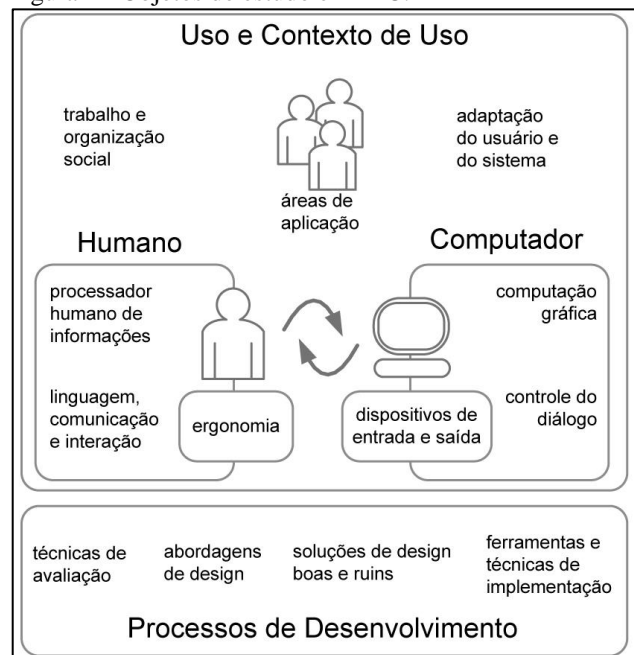 Uso e Contexto de Uso
trabalho e
organização
social
adaptação
do usuário e
do sistema
áreas de
aplicação
Humano
Computador
processador
humano de
informações
computação
gráfica
linguagem,
comunicação
e interação
ergonomia
dispositivos de
entrada e saída
controle do
diálogo
técnicas de
avaliação
abordagens
de design
soluções de design
boas e ruins
ferramentas e
técnicas de
implementação
Processos de Desenvolvimento